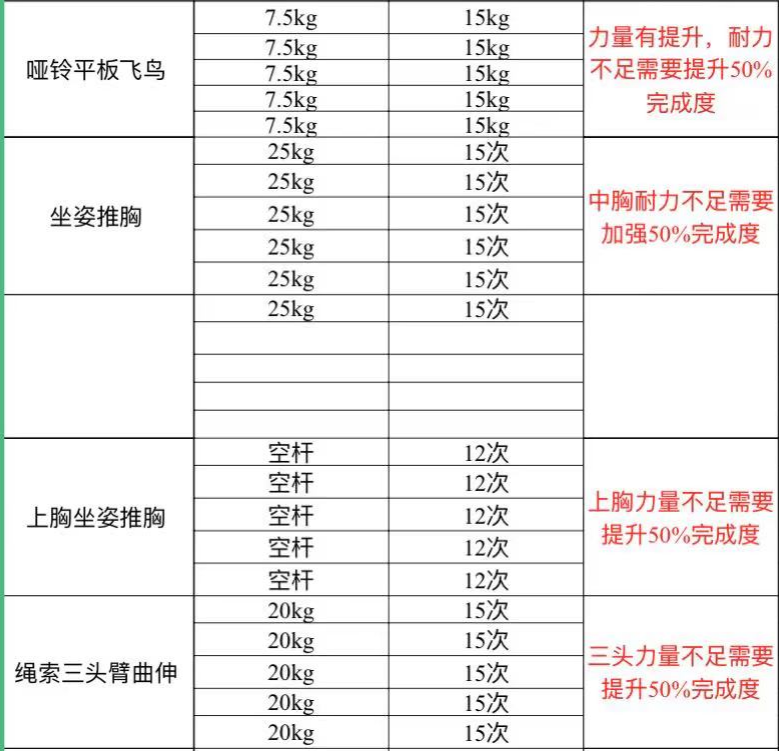 哑铃平板飞鸟
7.5kg 15kg
7.5kg 15kg
7.5kg 15kg
7.5kg 15kg
7.5kg 15kg
力量有提升，耐力
不足需要提升50%
完成度
坐姿推胸
25kg 15次
25kg 15次
25kg 15次
25kg 15次
25kg 15次
中胸耐力不足需要
加强50%完成度
25kg 15次
上胸坐姿推胸
空杆 12次
空杆 12次
空杆 12次
空杆 12次
空杆 12次
上胸力量不足需要
提升50%完成度
绳索三头臂曲伸
20kg 15次
20kg 15次
20kg 15次
20kg 15次
20kg 15次
三头力量不足需要
提升50%完成度